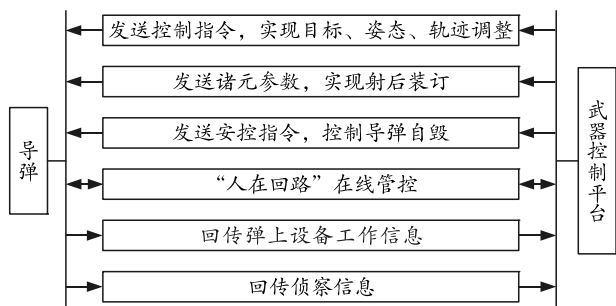 发送控制指令，实现目标、姿态、轨迹调整
发送诸元参数，实现射后装订
发送安控指令，控制导弹自毁
“人在回路”在线管控
回传弹上设备工作信息
回传侦察信息
导弹
武器控制平台